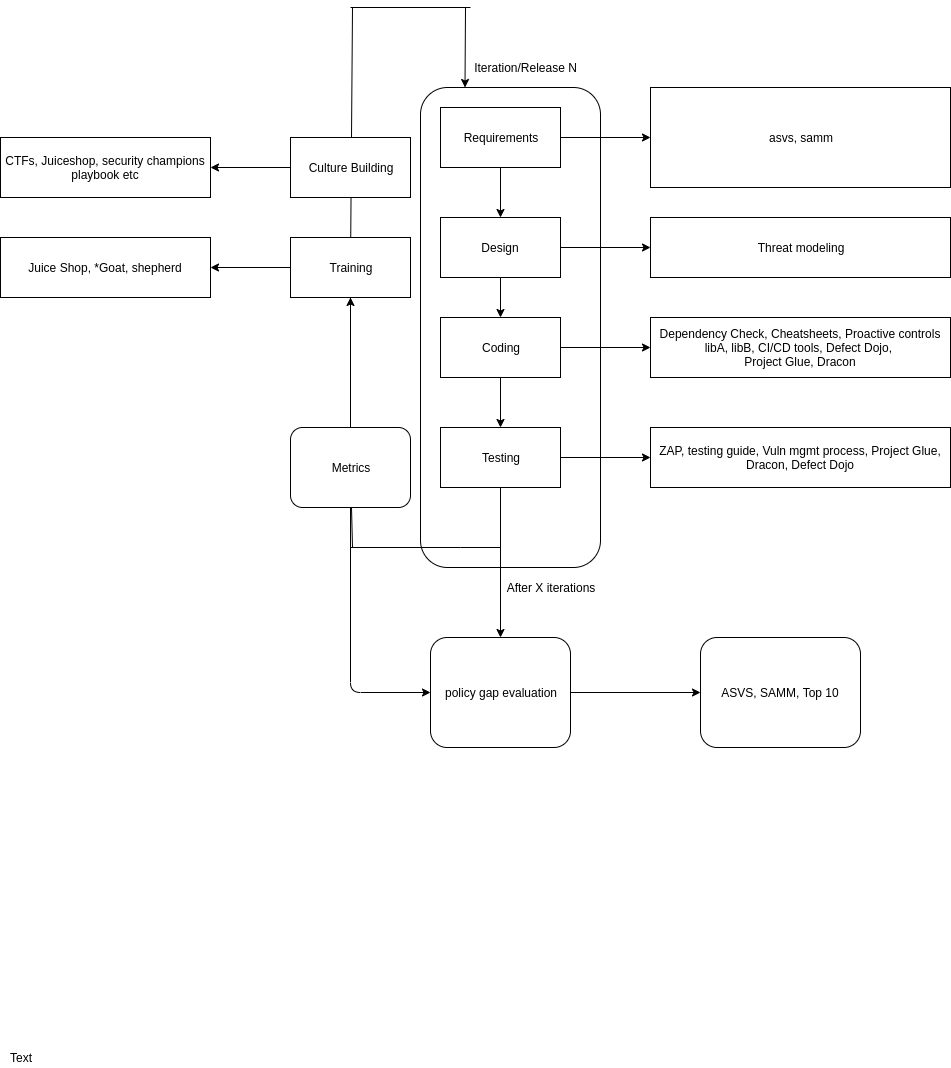 Iteration/Release N
Requirements
asvs, samm
CTFs, Juiceshop, security champions
playbook etc
Culture Building
Design
Threat modeling
Juice Shop, *Goat, shepherd
Training
Coding
Dependency Check, Cheatsheets, Proactive controls
libA, libB, CI/CD tools, Defect Dojo,
Project Glue, Dracon
Metrics
Testing
ZAP, testing guide, Vuln mgmt process, Project Glue,
Dracon, Defect Dojo
After X iterations
policy gap evaluation
ASVS, SAMM, Top 10
Text